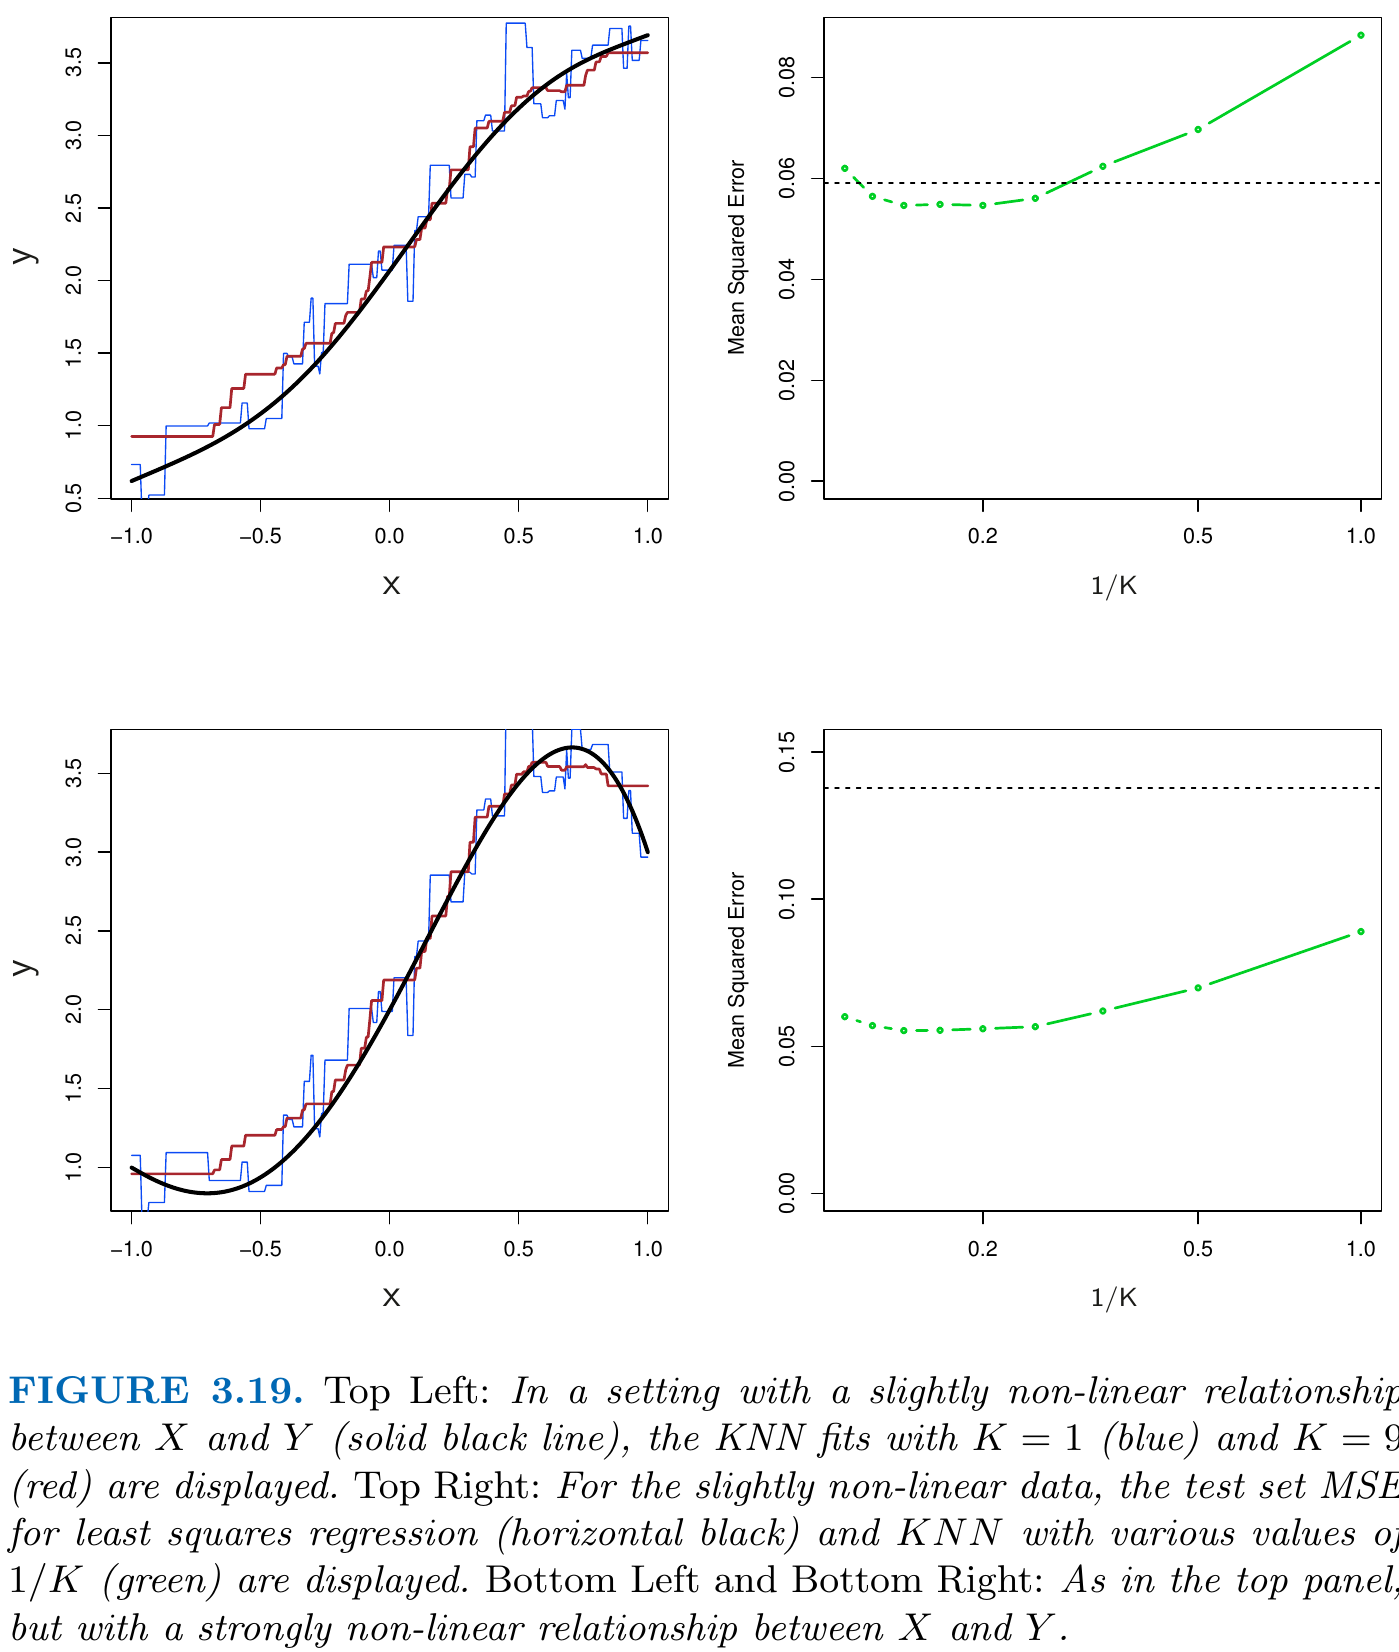 3.5
3.0
2.5
2.0
1.5
1.0
0.5
y
−1.0 −0.5 0.0 0.5 1.0
X
0.08
0.06
0.04
0.02
0.00
Mean Squared Error
0.2 0.5 1.0
1/K
3.5
3.0
2.5
2.0
1.5
1.0
y
−1.0 −0.5 0.0 0.5 1.0
X
0.15
0.10
0.05
0.00
Mean Squared Error
0.2 0.5 1.0
1/K
FIGURE 3.19. Top Left: In a setting with a slightly non-linear relationship
between X and Y (solid black line), the KNN fits with K = 1 (blue) and K = 9
(red) are displayed. Top Right: For the slightly non-linear data, the test set MSE
for least squares regression (horizontal black) and KNN with various values of
1/K (green) are displayed. Bottom Left and Bottom Right: As in the top panel,
but with a strongly non-linear relationship between X and Y.